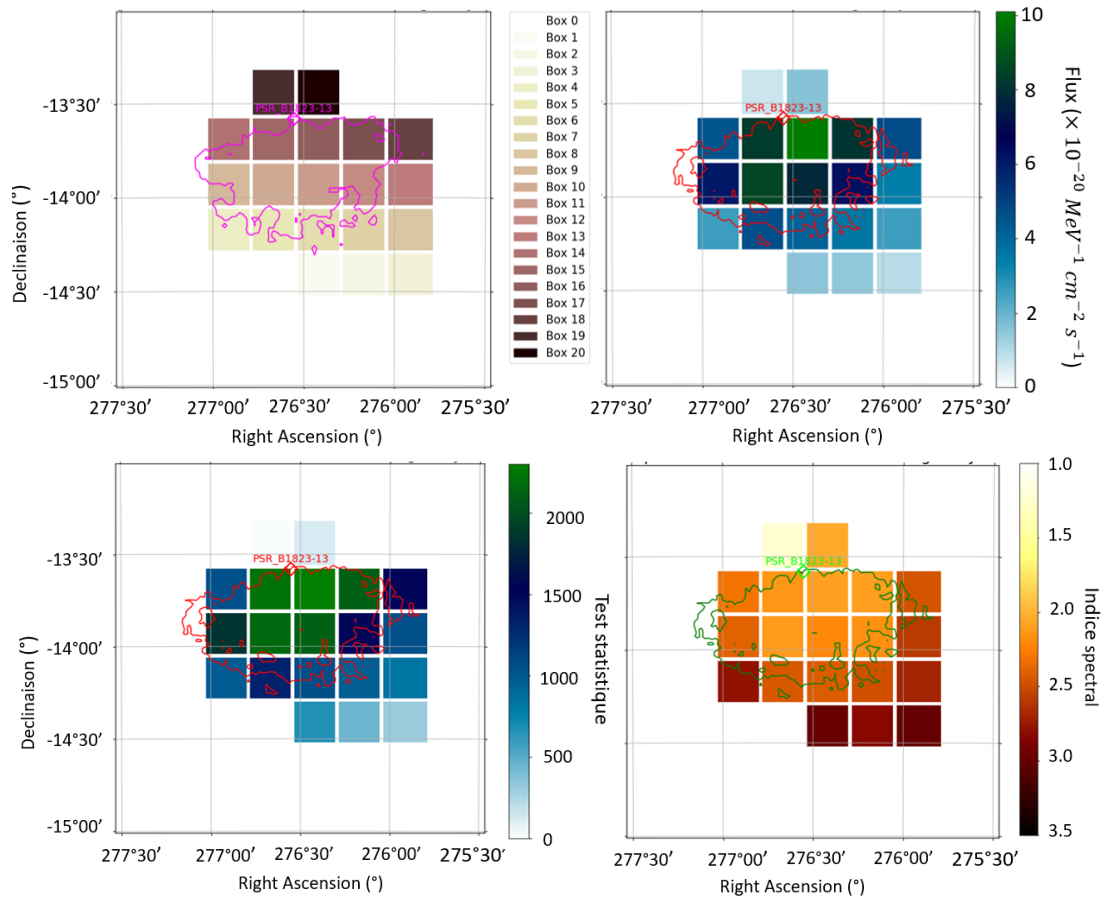 -13°30’
-14°00’
-14°30’
-15°00’
Declinaison (°)
PSR_B1823-13
277°30’ 277°00’ 276°30’ 276°00’ 275°30’
Right Ascension (°)
Box 0
Box 1
Box 2
Box 3
Box 4
Box 5
Box 6
Box 7
Box 8
Box 9
Box 10
Box 11
Box 12
Box 13
Box 14
Box 15
Box 16
Box 17
Box 18
Box 19
Box 20
PSR_B1823-13
277°30’ 277°00’ 276°30’ 276°00’ 275°30’
Right Ascension (°)
10
8
6
4
2
0
Flux (× 10⁻²⁰ MeV⁻¹ cm⁻² s⁻¹)
-13°30’
-14°00’
-14°30’
-15°00’
Declinaison (°)
PSR_B1823-13
277°30’ 277°00’ 276°30’ 276°00’ 275°30’
Right Ascension (°)
2000
1500
1000
500
0
Test statistique
PSR_B1823-13
277°30’ 277°00’ 276°30’ 276°00’ 275°30’
Right Ascension (°)
1.0
1.5
2.0
2.5
3.0
3.5
Indice spectral